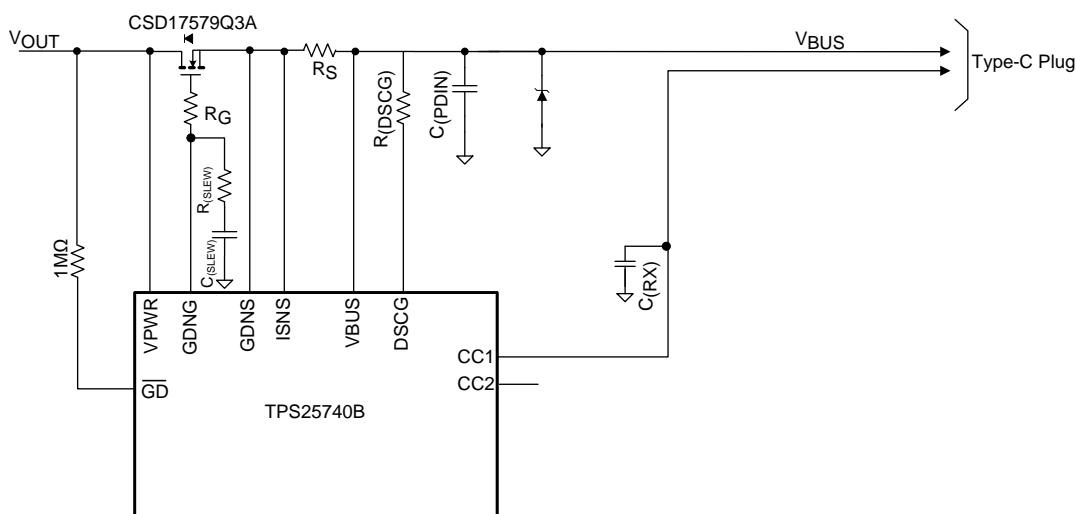 CSD17579Q3A
VOUT
VBUS
Type-C Plug
RS
RG
R(DSCG)
C(PDIN)
R(SLEW)
C(SLEW)
1MΩ
C(RX)
VPWR
GDNG
GDNS
ISNS
VBUS
DSCG
CC1
CC2
GD
TPS25740B